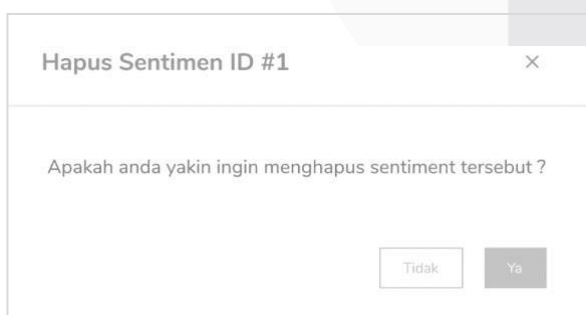 Hapus Sentimen ID #1
Apakah anda yakin ingin menghapus sentiment tersebut ?
Tidak
Ya